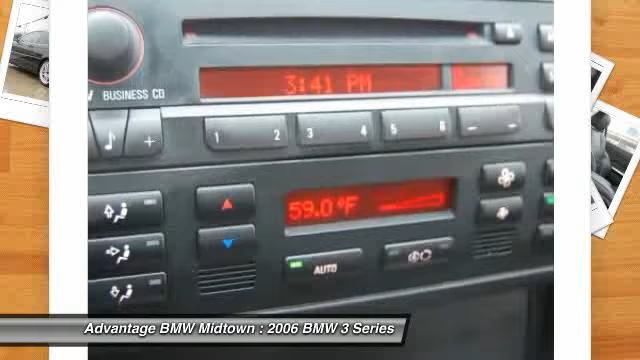 3:41 PM
BUSINESS CD
1 2 3 4 5 6
59.0°F
AUTO
Advantage BMW Midtown : 2006 BMW 3 Series